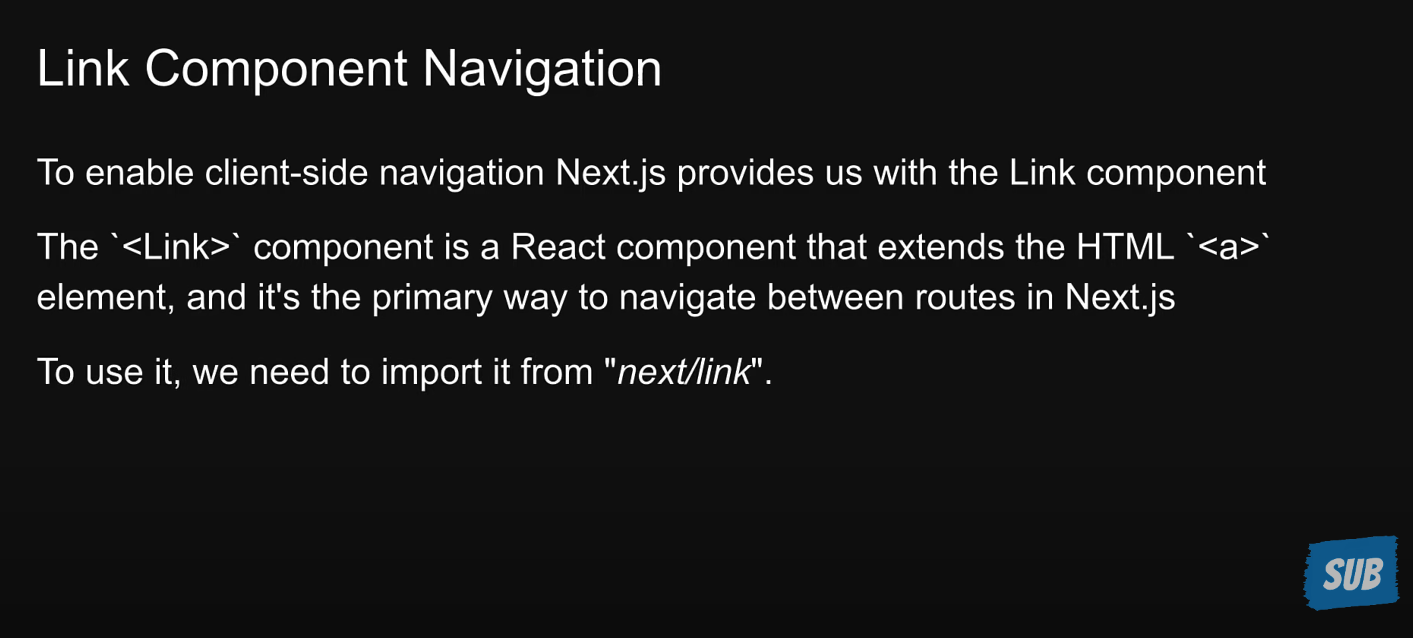 Link Component Navigation
To enable client-side navigation Next.js provides us with the Link component
The `<Link>` component is a React component that extends the HTML `<a>`
element, and it's the primary way to navigate between routes in Next.js
To use it, we need to import it from "next/link".
SUB